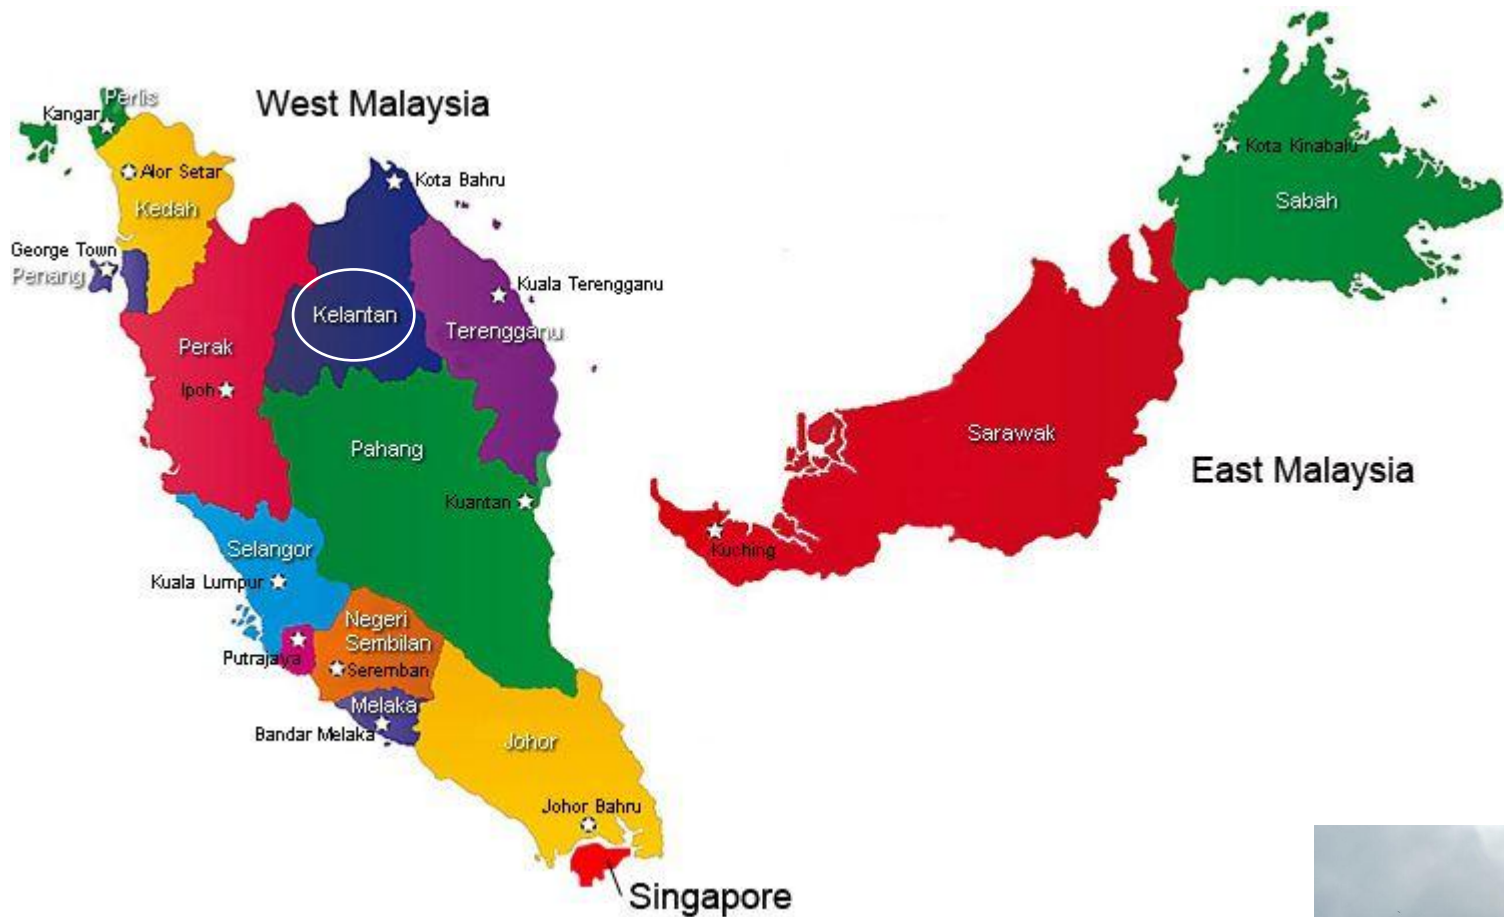 West Malaysia
Perlis
Kangar
Alor Setar
Kedah
Kota Bahru
George Town
Penang
Kuala Terengganu
Kelantan
Terengganu
Perak
Ipoh
Pahang
Kuantan
Selangor
Kuala Lumpur
Negeri
Sembilan
Putrajaya
Seremban
Melaka
Bandar Melaka
Johor
Johor Bahru
Singapore
Kota Kinabalu
Sabah
Sarawak
East Malaysia
Kuching